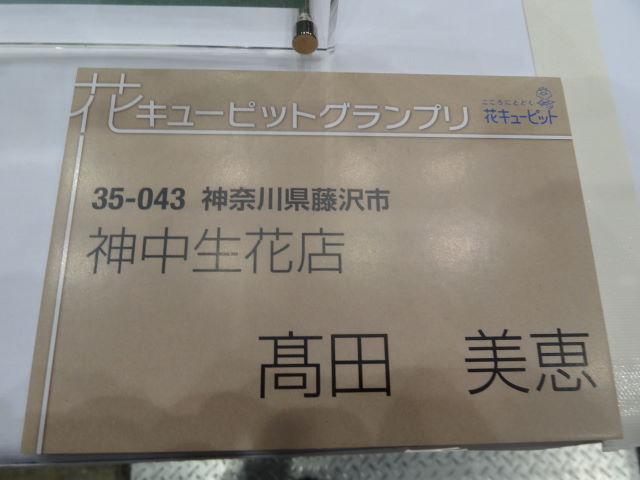 花キューピットグランプリ
こころにとどく
花キューピット
35-043 神奈川県藤沢市
神中生花店
髙田 美恵